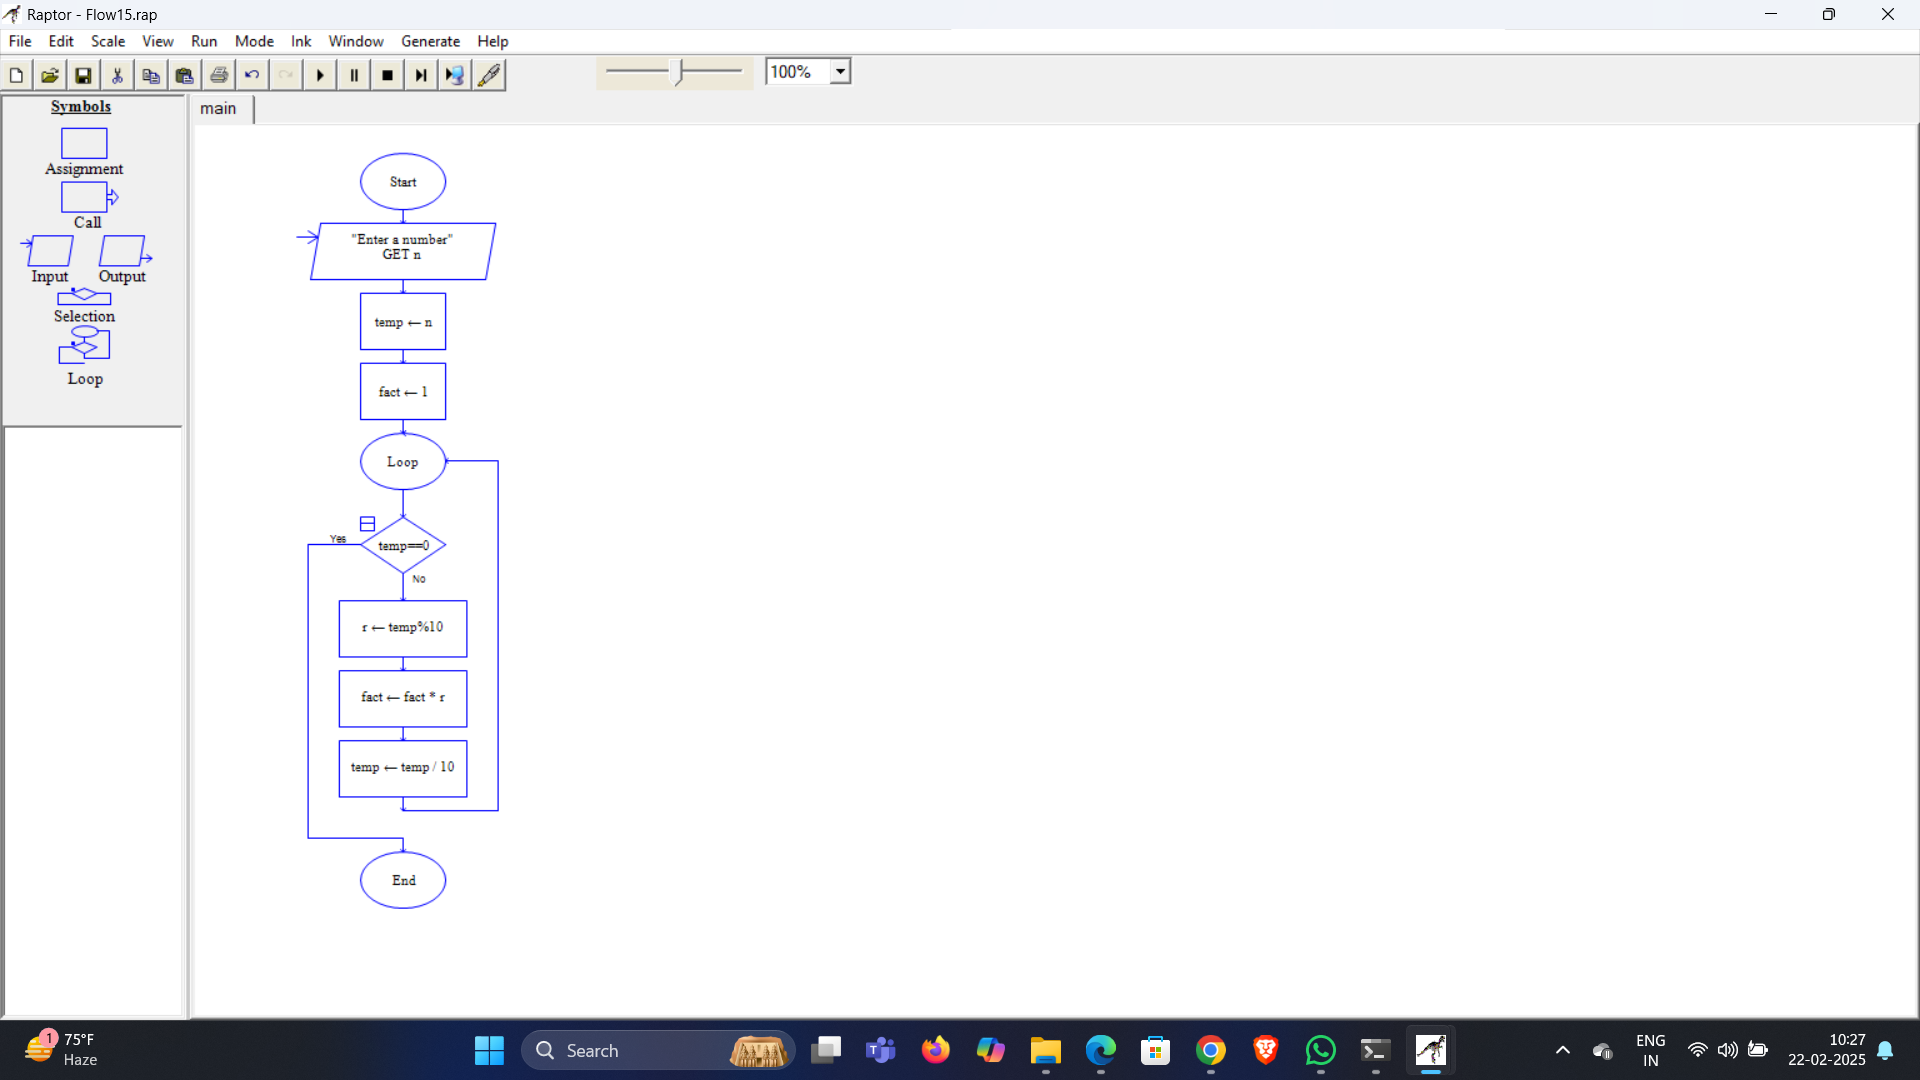 Raptor - Flow15.rap
File Edit Scale View Run Mode Ink Window Generate Help
100%
Symbols
Assignment
Call
Input Output
Selection
Loop
main
Start
"Enter a number"
GET n
temp ← n
fact ← 1
Loop
Yes
temp==0
No
r ← temp%10
fact ← fact * r
temp ← temp / 10
End
1
75°F
Haze
Search
ENG
IN
10:27
22-02-2025